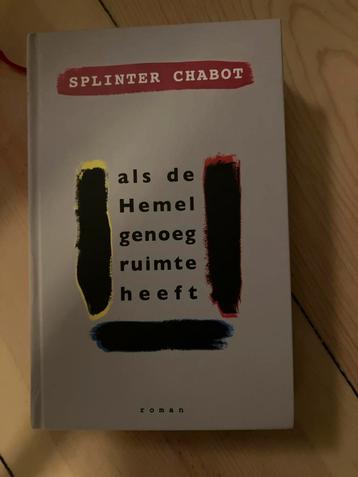 SPLINTER CHABOT
als de
Hemel
genoeg
ruimte
heeft
roman